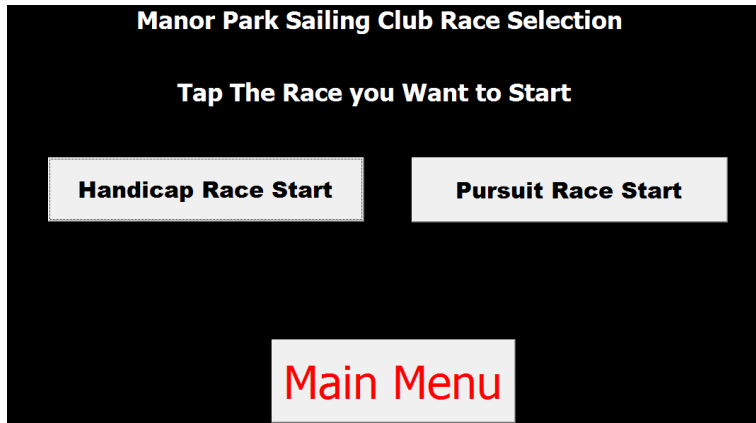 Manor Park Sailing Club Race Selection
Tap The Race you Want to Start
Handicap Race Start
Pursuit Race Start
Main Menu